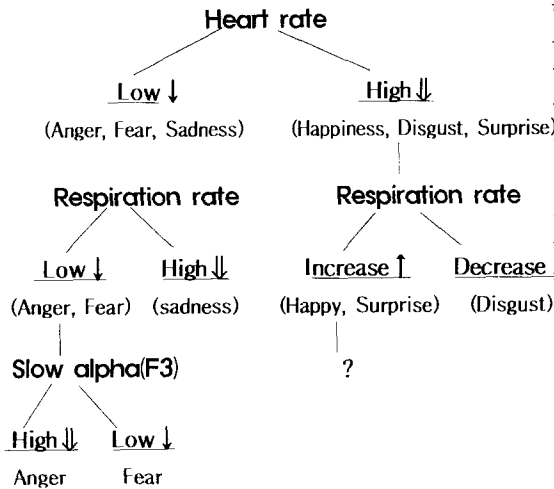 Heart rate
Low ↓ High ⇓
(Anger, Fear, Sadness) (Happiness, Disgust, Surprise)
Respiration rate Respiration rate
Low ↓ High ⇓ Increase ↑ Decrease
(Anger, Fear) (sadness) (Happy, Surprise) (Disgust)
Slow alpha(F3) ?
High ⇓ Low ↓
Anger Fear